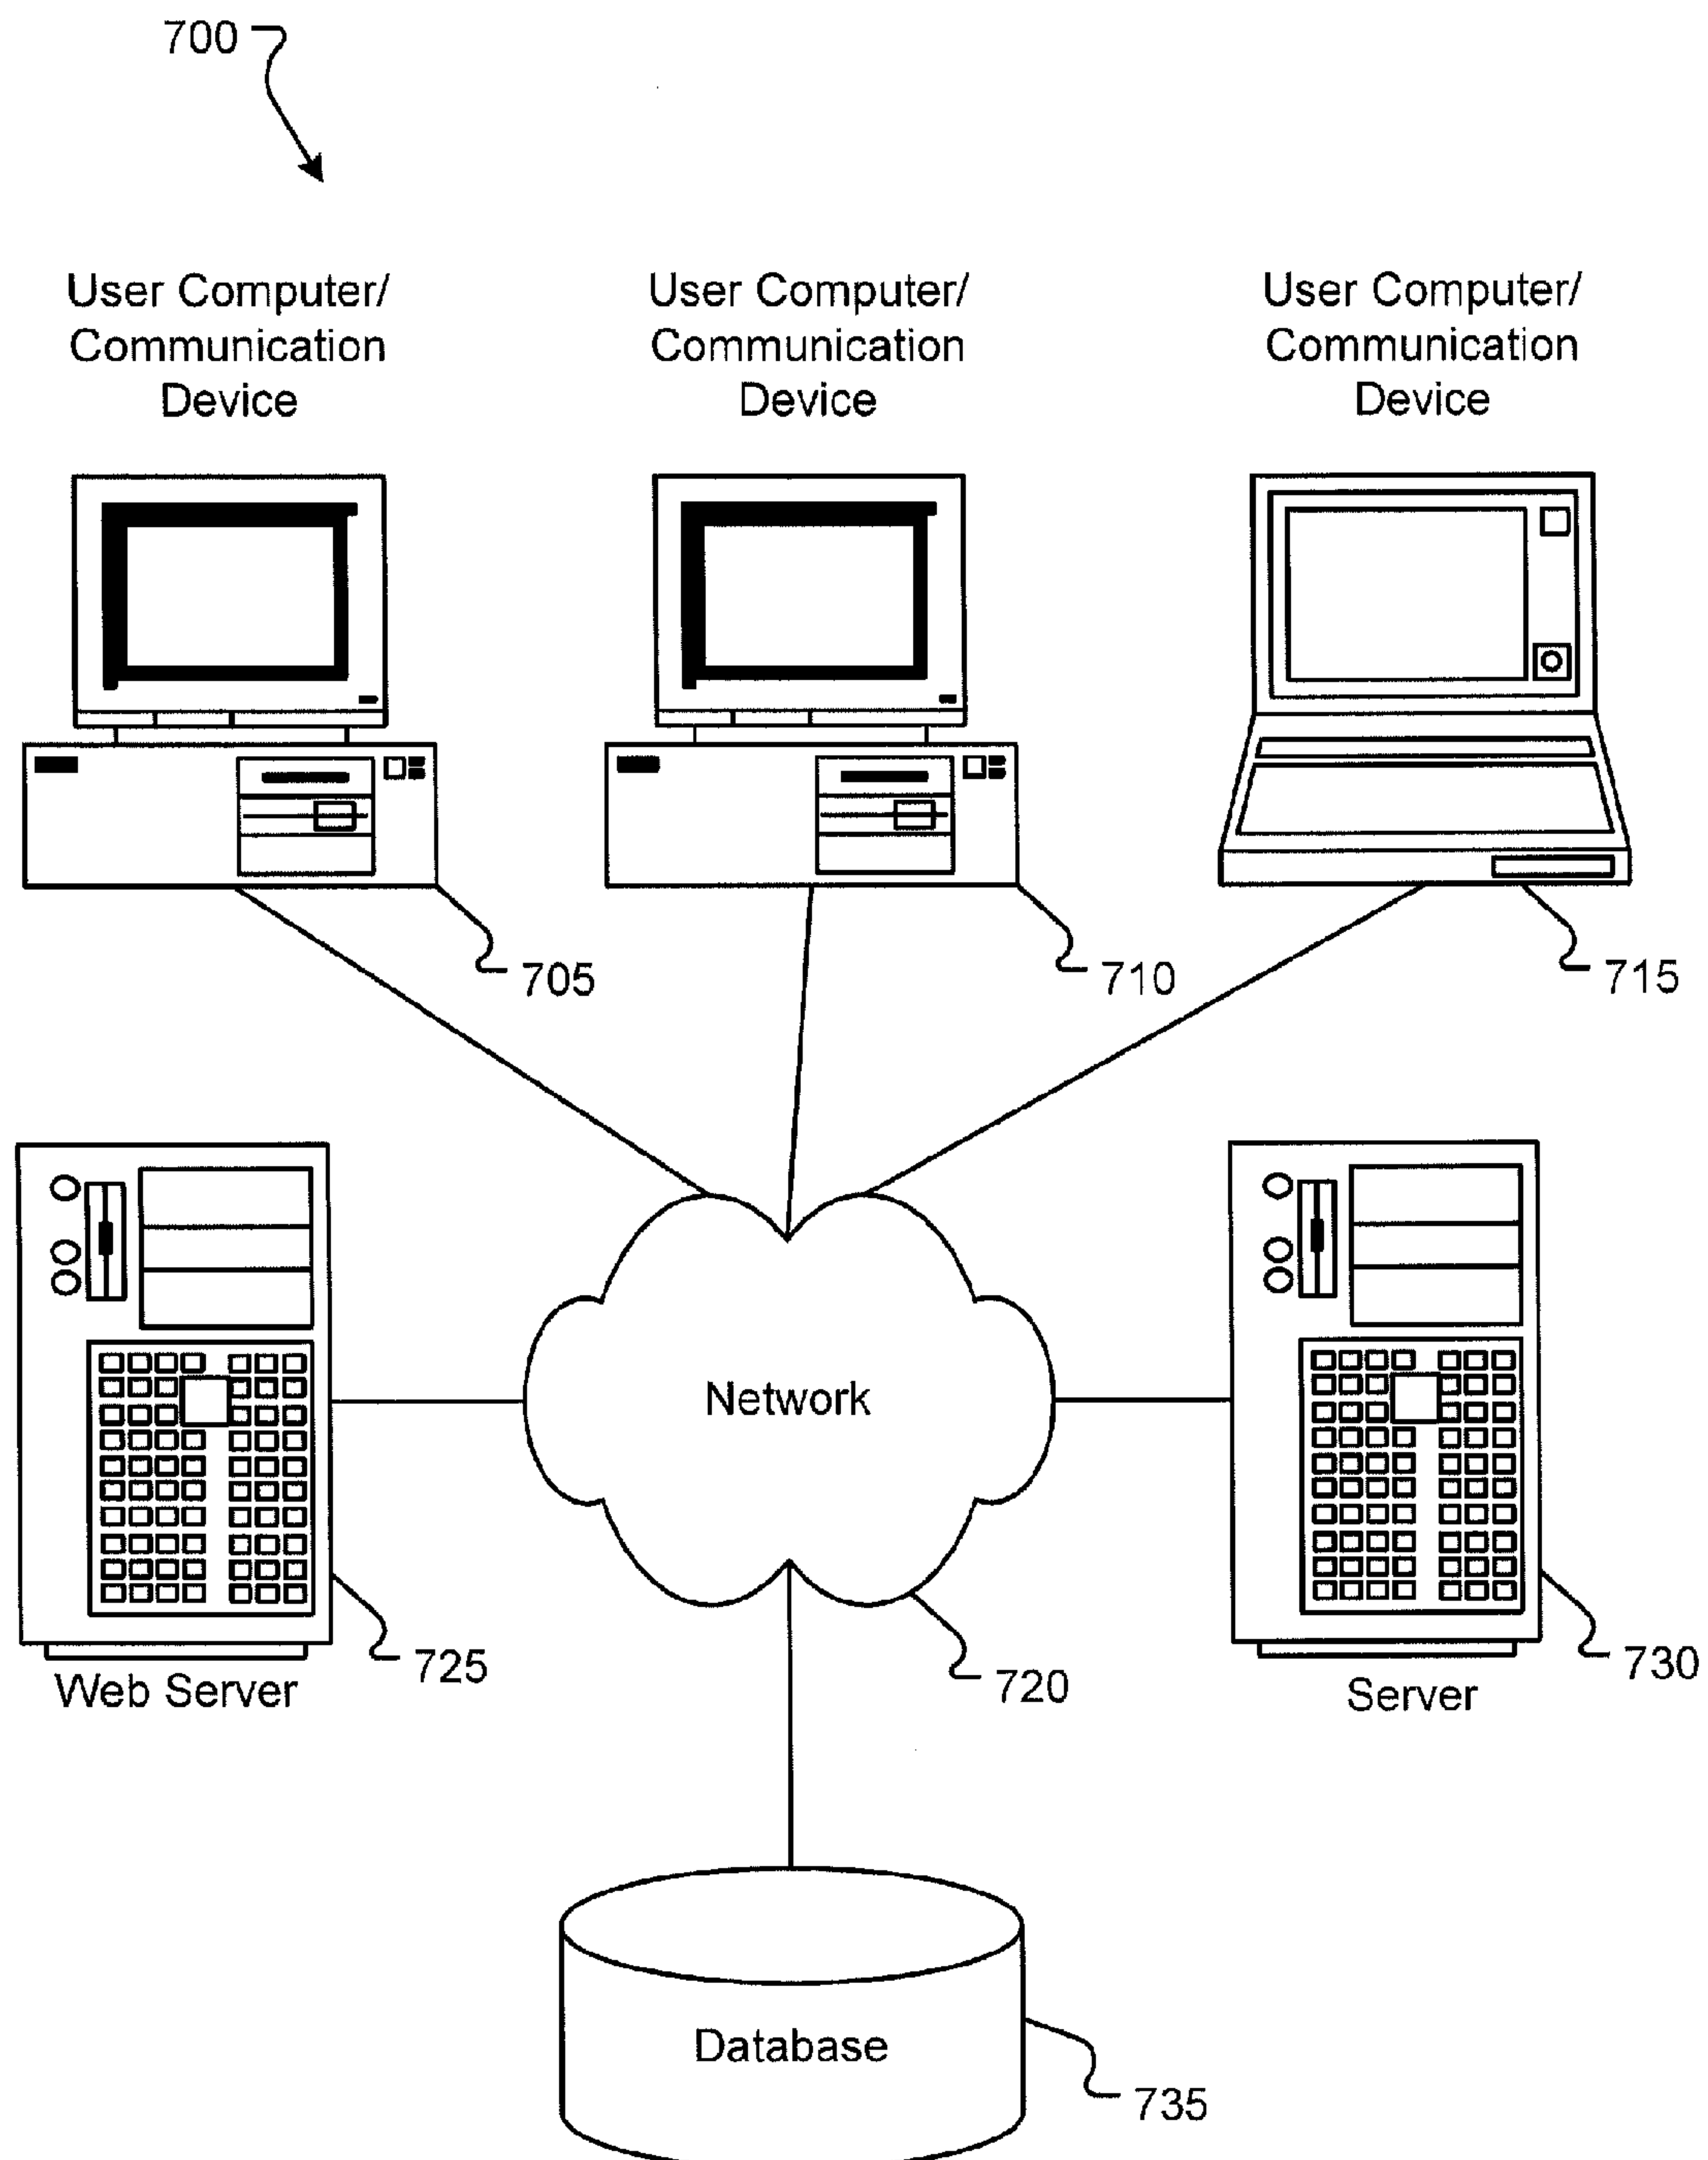 700
User Computer/
Communication
Device
User Computer/
Communication
Device
User Computer/
Communication
Device
705
710
715
Network
725
Web Server
720
730
Server
Database
735